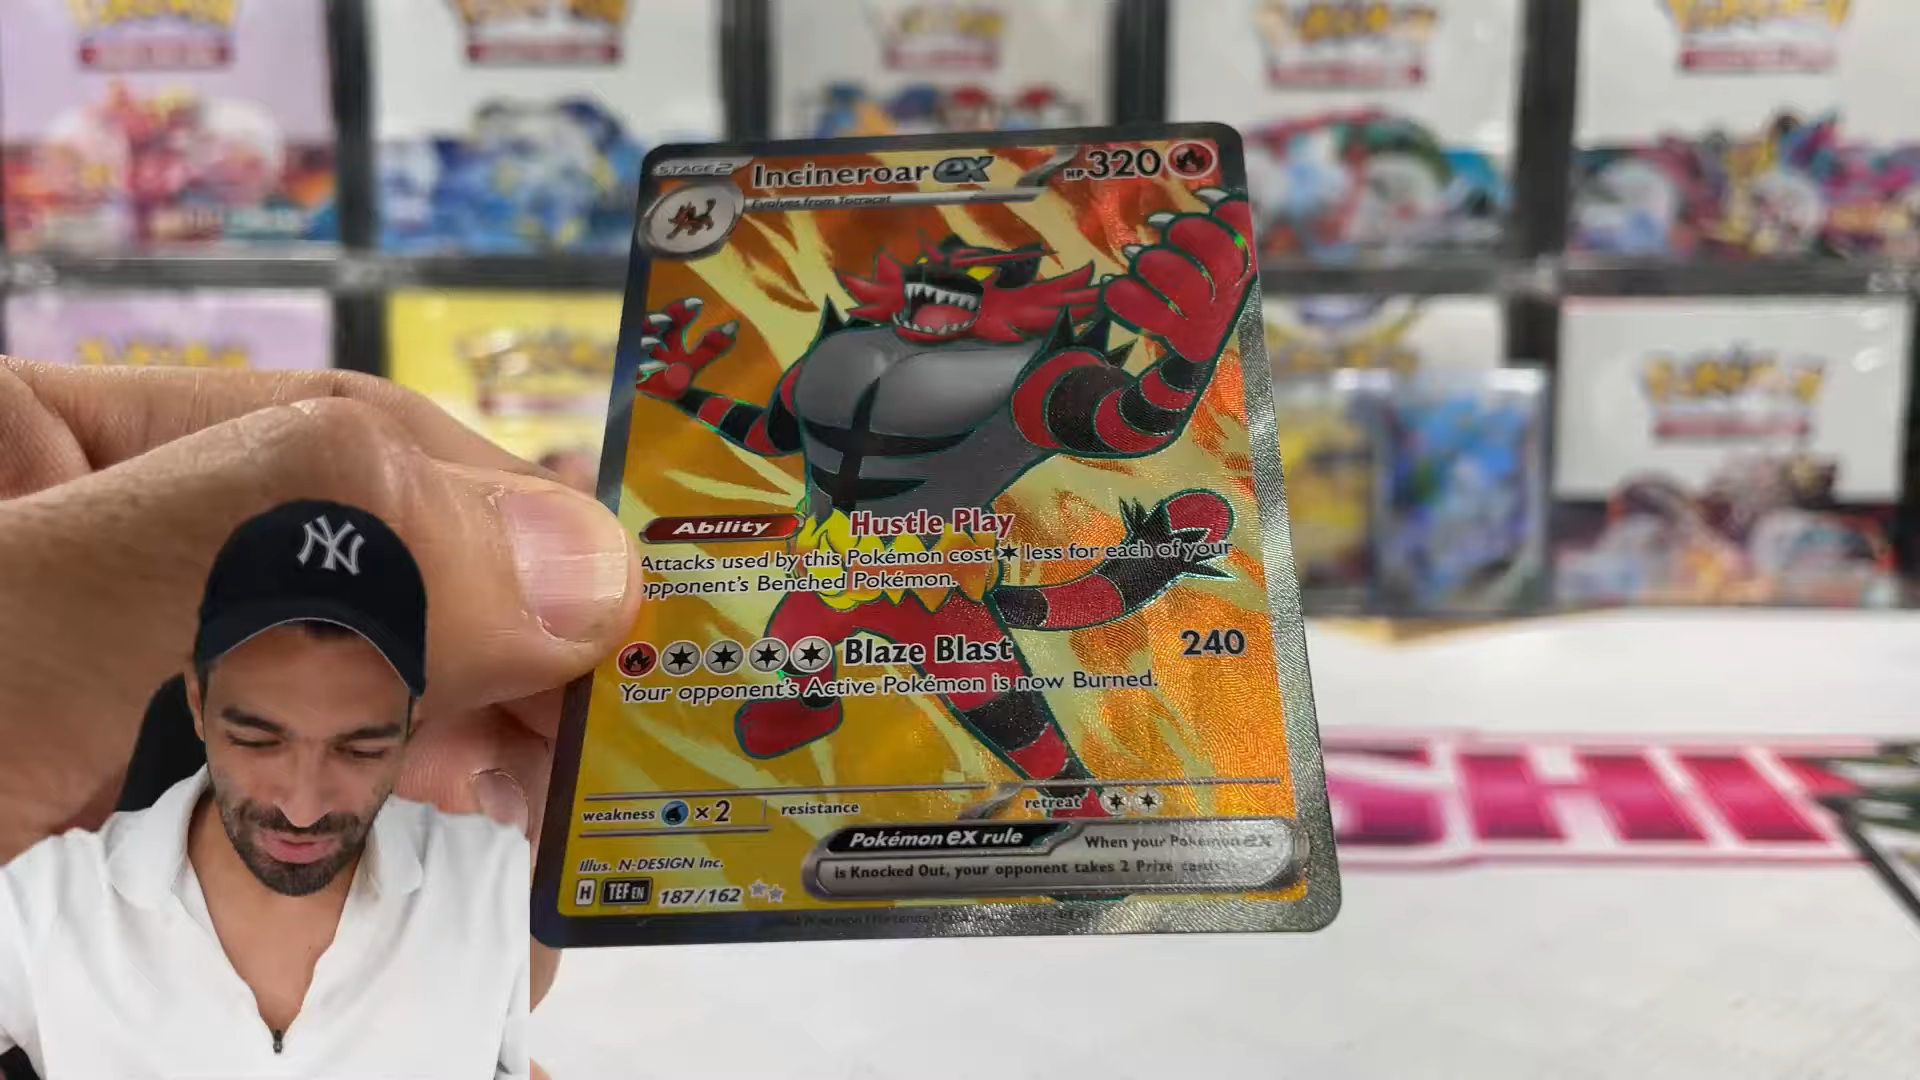 STAGE 2 Incineroar ex HP 320
Evolves from Torracat
Ability Hustle Play
Attacks used by this Pokémon cost less for each of your
opponent's Benched Pokémon.
Blaze Blast 240
Your opponent's Active Pokémon is now Burned.
weakness ×2 resistance retreat
Pokémon ex rule When your Pokémon ex
is Knocked Out, your opponent takes 2 Prize cards.
Illus. N-DESIGN Inc.
H TEF EN 187/162
NY
SHI